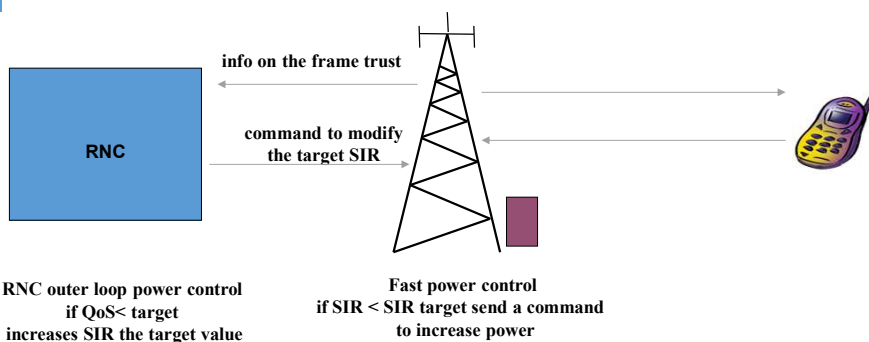 info on the frame trust
command to modify
the target SIR
RNC
RNC outer loop power control
if QoS< target
increases SIR the target value
Fast power control
if SIR < SIR target send a command
to increase power